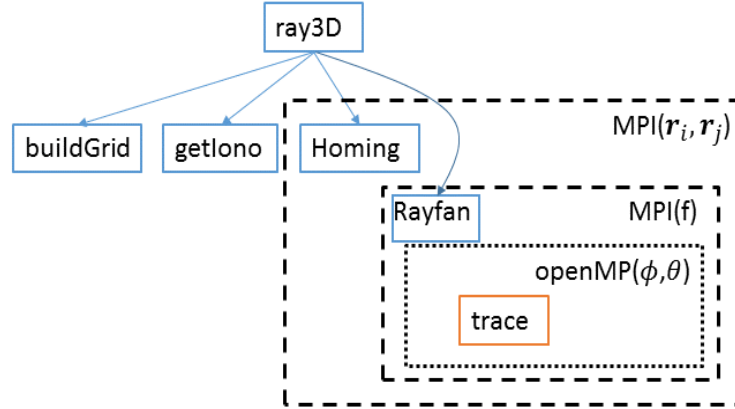 ray3D
MPI(𝒓ᵢ, 𝒓ⱼ)
buildGrid
getIono
Homing
Rayfan
MPI(f)
openMP(ϕ,θ)
trace